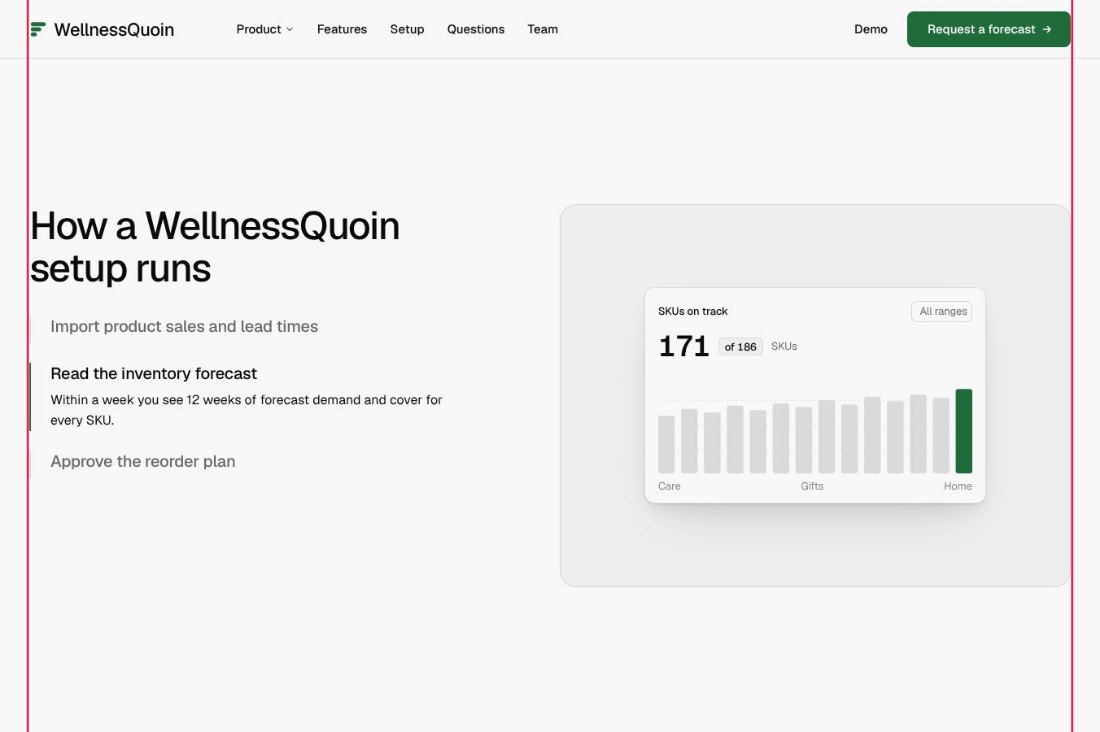 WellnessQuoin
Product
Features
Setup
Questions
Team
Demo
Request a forecast →
How a WellnessQuoin
setup runs
Import product sales and lead times
Read the inventory forecast
Within a week you see 12 weeks of forecast demand and cover for
every SKU.
Approve the reorder plan
SKUs on track
All ranges
171 of 186 SKUs
Care
Gifts
Home